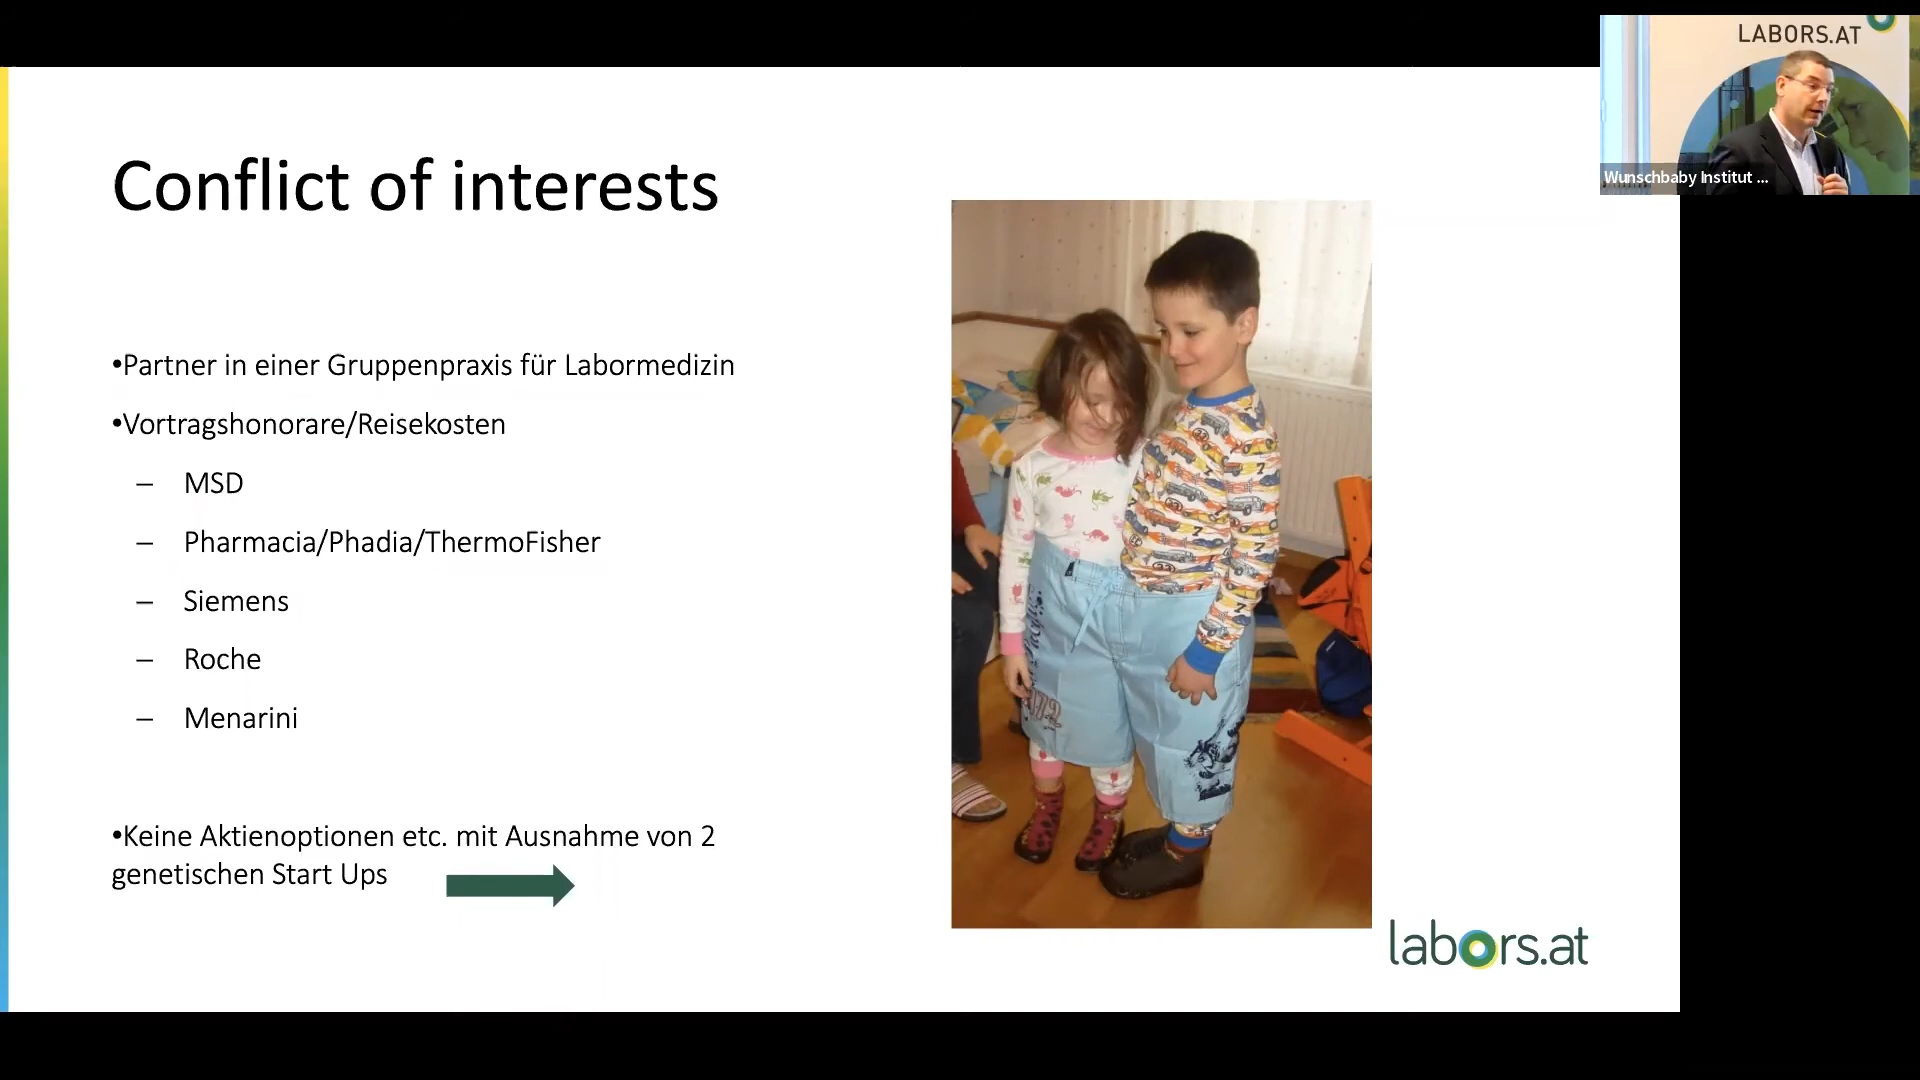 LABORS.AT
Wunschbaby Institut ...
Conflict of interests
•Partner in einer Gruppenpraxis für Labormedizin
•Vortragshonorare/Reisekosten
– MSD
– Pharmacia/Phadia/ThermoFisher
– Siemens
– Roche
– Menarini
•Keine Aktienoptionen etc. mit Ausnahme von 2
genetischen Start Ups
labors.at